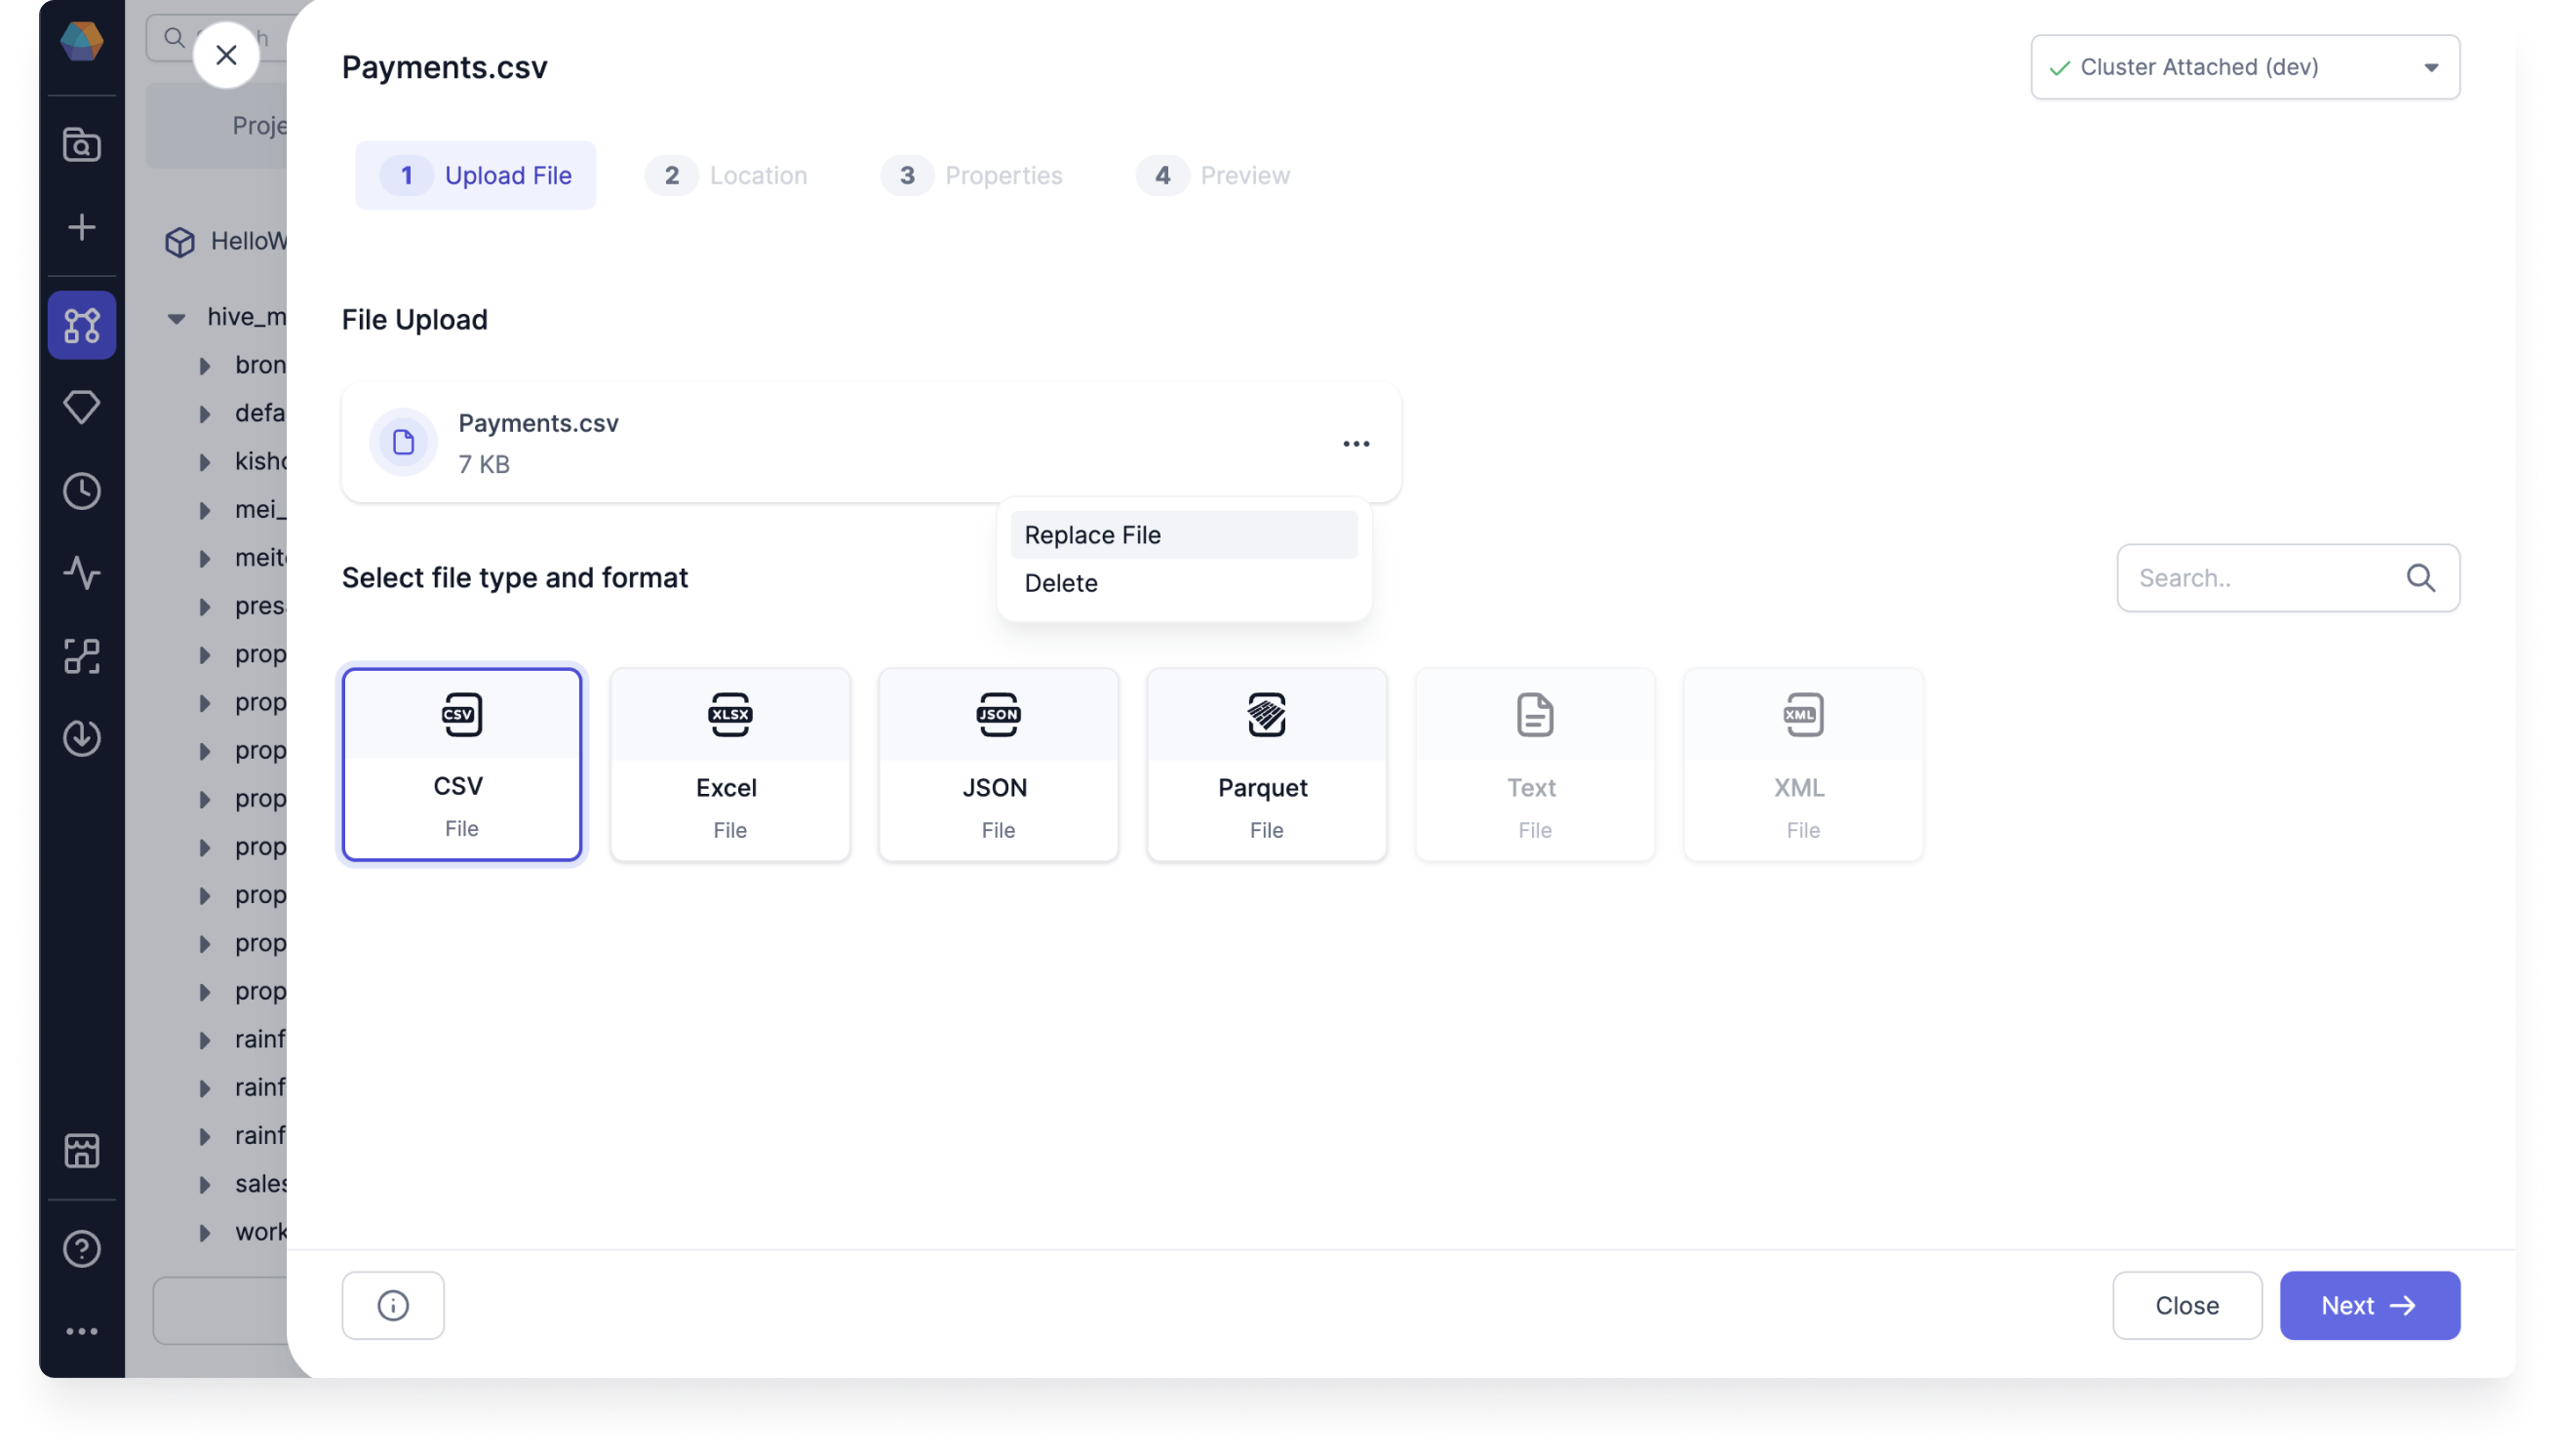 Payments.csv
Cluster Attached (dev)
1 Upload File
2 Location
3 Properties
4 Preview
Proje
HelloW
hive_m
bron
defa
kisho
mei_
meit
pres
prop
prop
prop
prop
prop
prop
prop
prop
rainf
rainf
rainf
sales
work
File Upload
Payments.csv
7 KB
Replace File
Delete
Select file type and format
Search..
CSV
CSV
File
XLSX
Excel
File
JSON
JSON
File
Parquet
File
Text
File
XML
XML
File
Close
Next